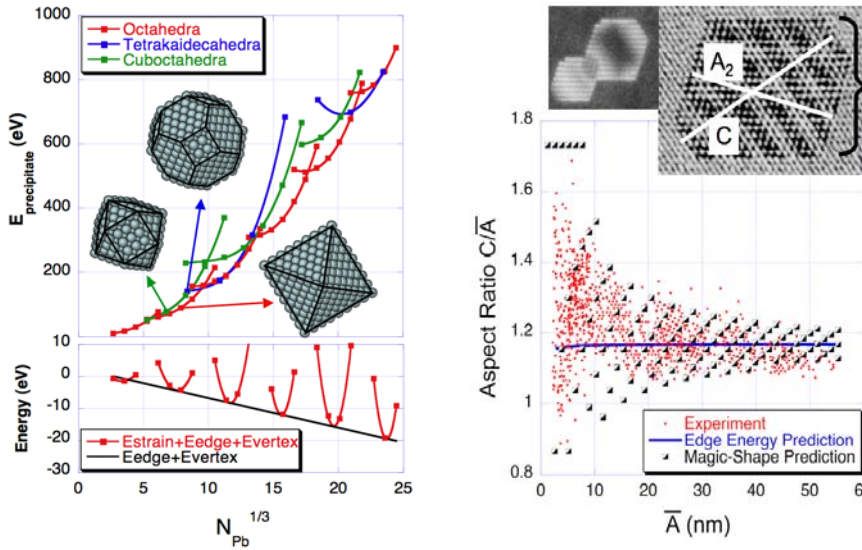 1000
800
600
400
200
E precipitate (eV)
Octahedra
Tetrakaidecahedra
Cuboctahedra
10
0
-10
-20
-30
Energy (eV)
Estrain+Eedge+Evertex
Eedge+Evertex
0 5 10 15 20 25
N Pb 1/3
A2
C
1.8
1.6
1.4
1.2
1
0.8
Aspect Ratio C/A̅
Experiment
Edge Energy Prediction
Magic-Shape Prediction
0 10 20 30 40 50 60
A̅ (nm)